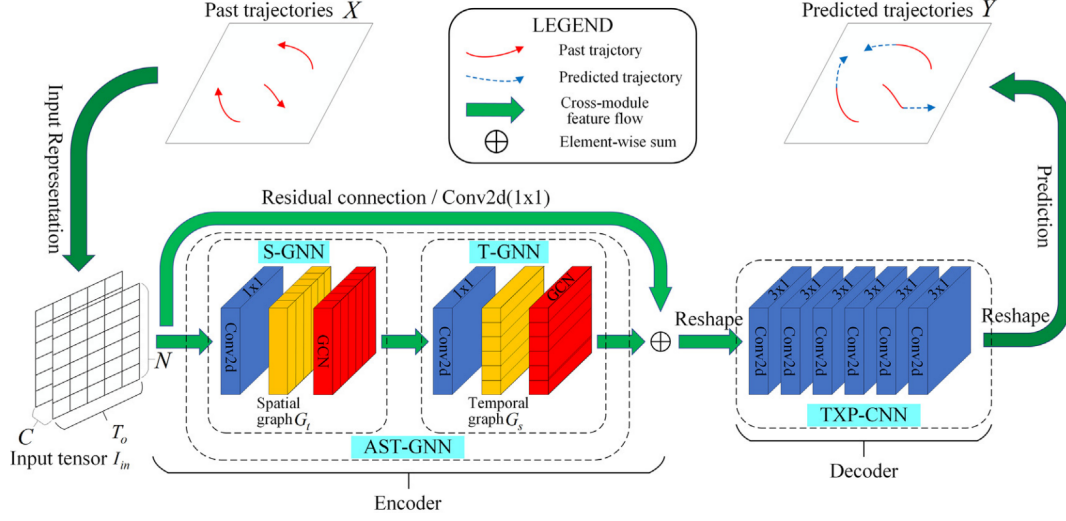 Past trajectories X
Predicted trajectories Y
LEGEND
Past trajctory
Predicted trajectory
Cross-module
feature flow
Element-wise sum
Input Representation
Residual connection / Conv2d(1x1)
Prediction
S-GNN
T-GNN
1x1
Conv2d
GCN
1x1
Conv2d
GCN
Spatial
graph G_t
Temporal
graph G_s
AST-GNN
Reshape
3x1
3x1
3x1
3x1
3x1
3x1
Conv2d
Conv2d
Conv2d
Conv2d
Conv2d
Conv2d
Reshape
TXP-CNN
N
C
T_o
Input tensor I_in
Encoder
Decoder